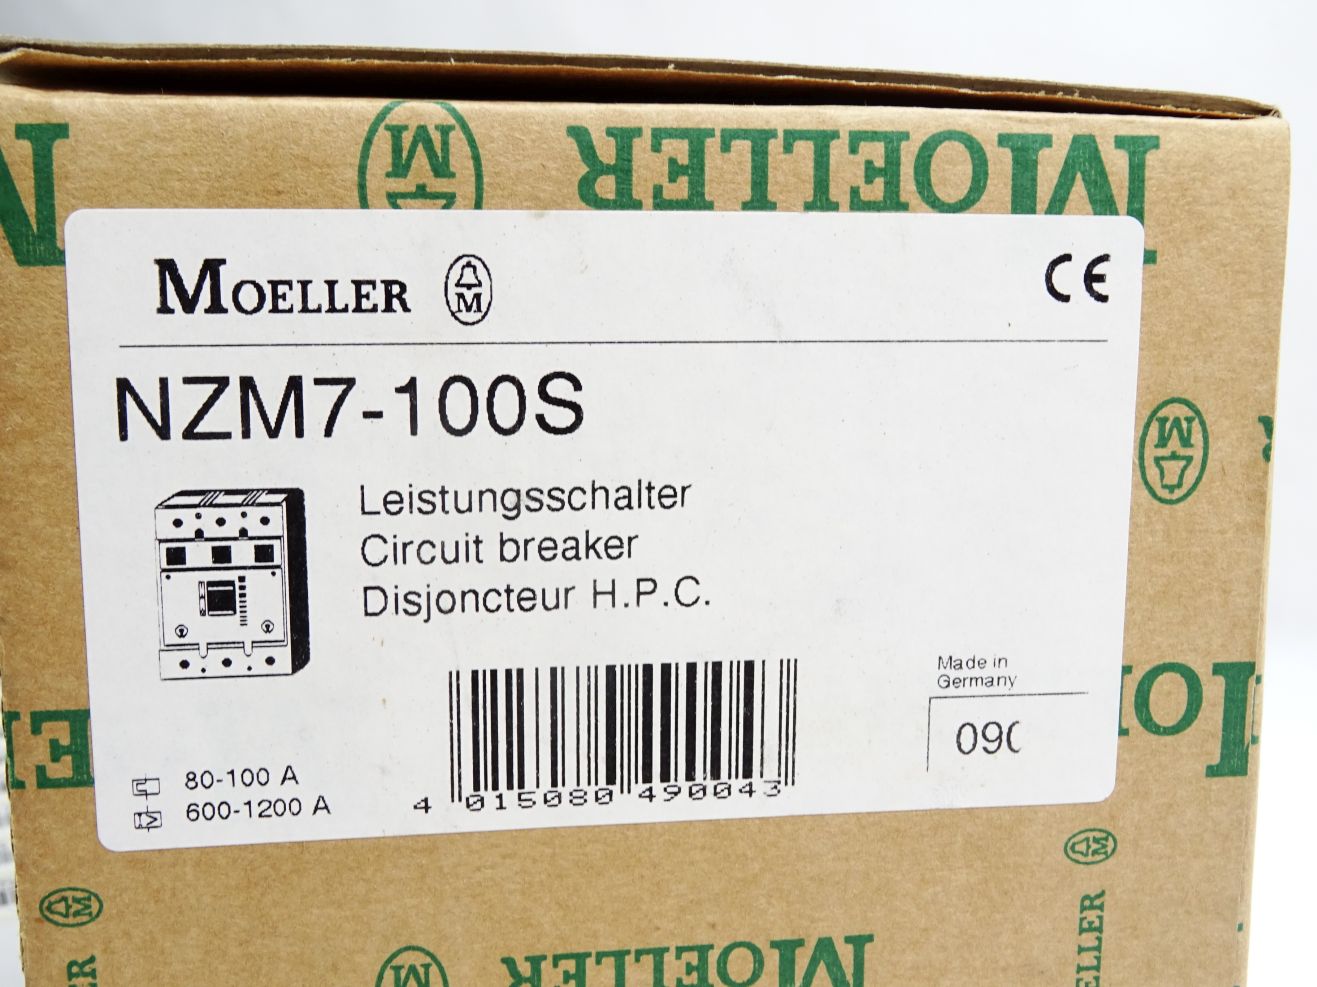 MOELLER
MOELLER
CE
NZM7-100S
Leistungsschalter
Circuit breaker
Disjoncteur H.P.C.
Made in
Germany
090
80-100 A
600-1200 A
4 015080 490043
MOELLER